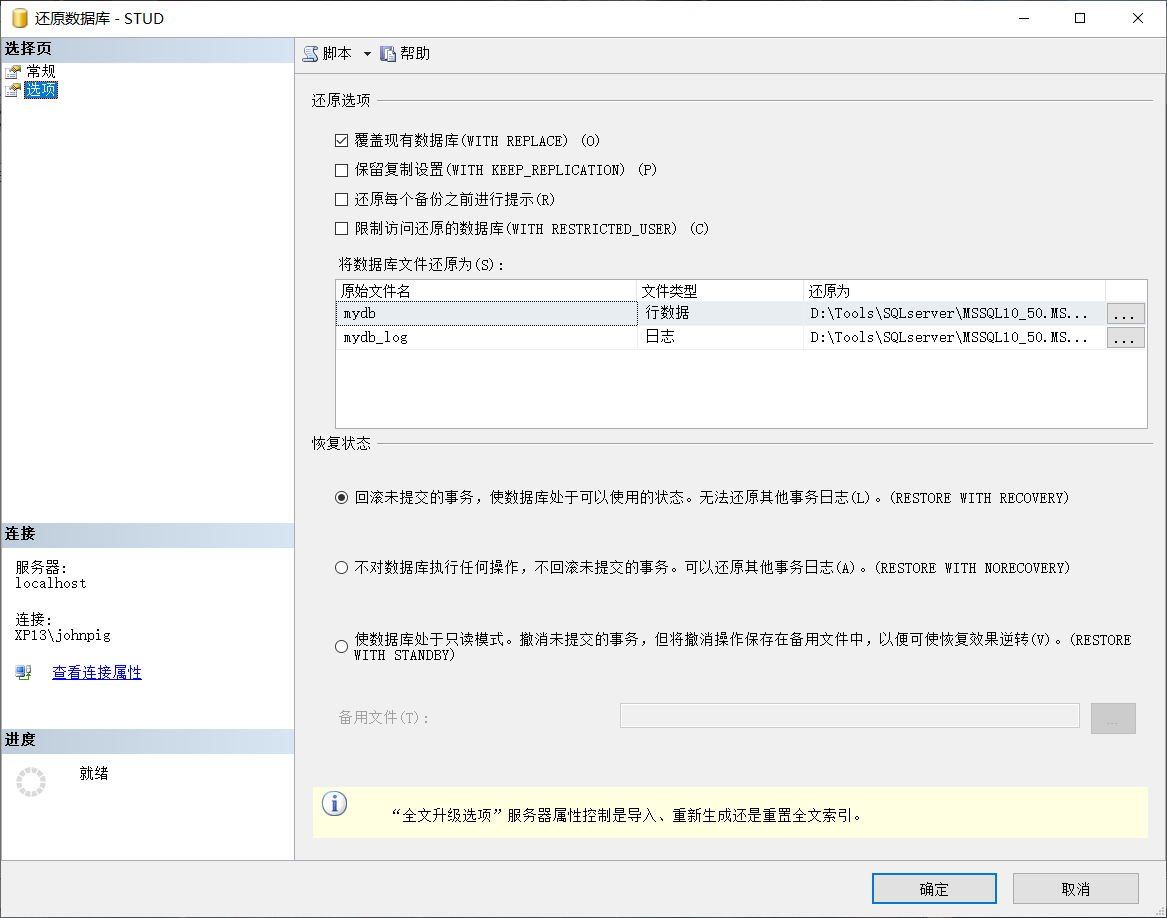 还原数据库 - STUD
选择页
常规
选项
脚本 帮助
还原选项
覆盖现有数据库(WITH REPLACE) (O)
保留复制设置(WITH KEEP_REPLICATION) (P)
还原每个备份之前进行提示(R)
限制访问还原的数据库(WITH RESTRICTED_USER) (C)
将数据库文件还原为(S):
原始文件名 文件类型 还原为
mydb 行数据 D:\Tools\SQLserver\MSSQL10_50.MS... ...
mydb_log 日志 D:\Tools\SQLserver\MSSQL10_50.MS... ...
恢复状态
回滚未提交的事务，使数据库处于可以使用的状态。无法还原其他事务日志(L)。(RESTORE WITH RECOVERY)
不对数据库执行任何操作，不回滚未提交的事务。可以还原其他事务日志(A)。(RESTORE WITH NORECOVERY)
使数据库处于只读模式。撤消未提交的事务，但将撤消操作保存在备用文件中，以便可使恢复效果逆转(V)。(RESTORE
WITH STANDBY)
备用文件(T): ...
“全文升级选项”服务器属性控制是导入、重新生成还是重置全文索引。
连接
服务器:
localhost
连接:
XP13\johnpig
查看连接属性
进度
就绪
确定 取消